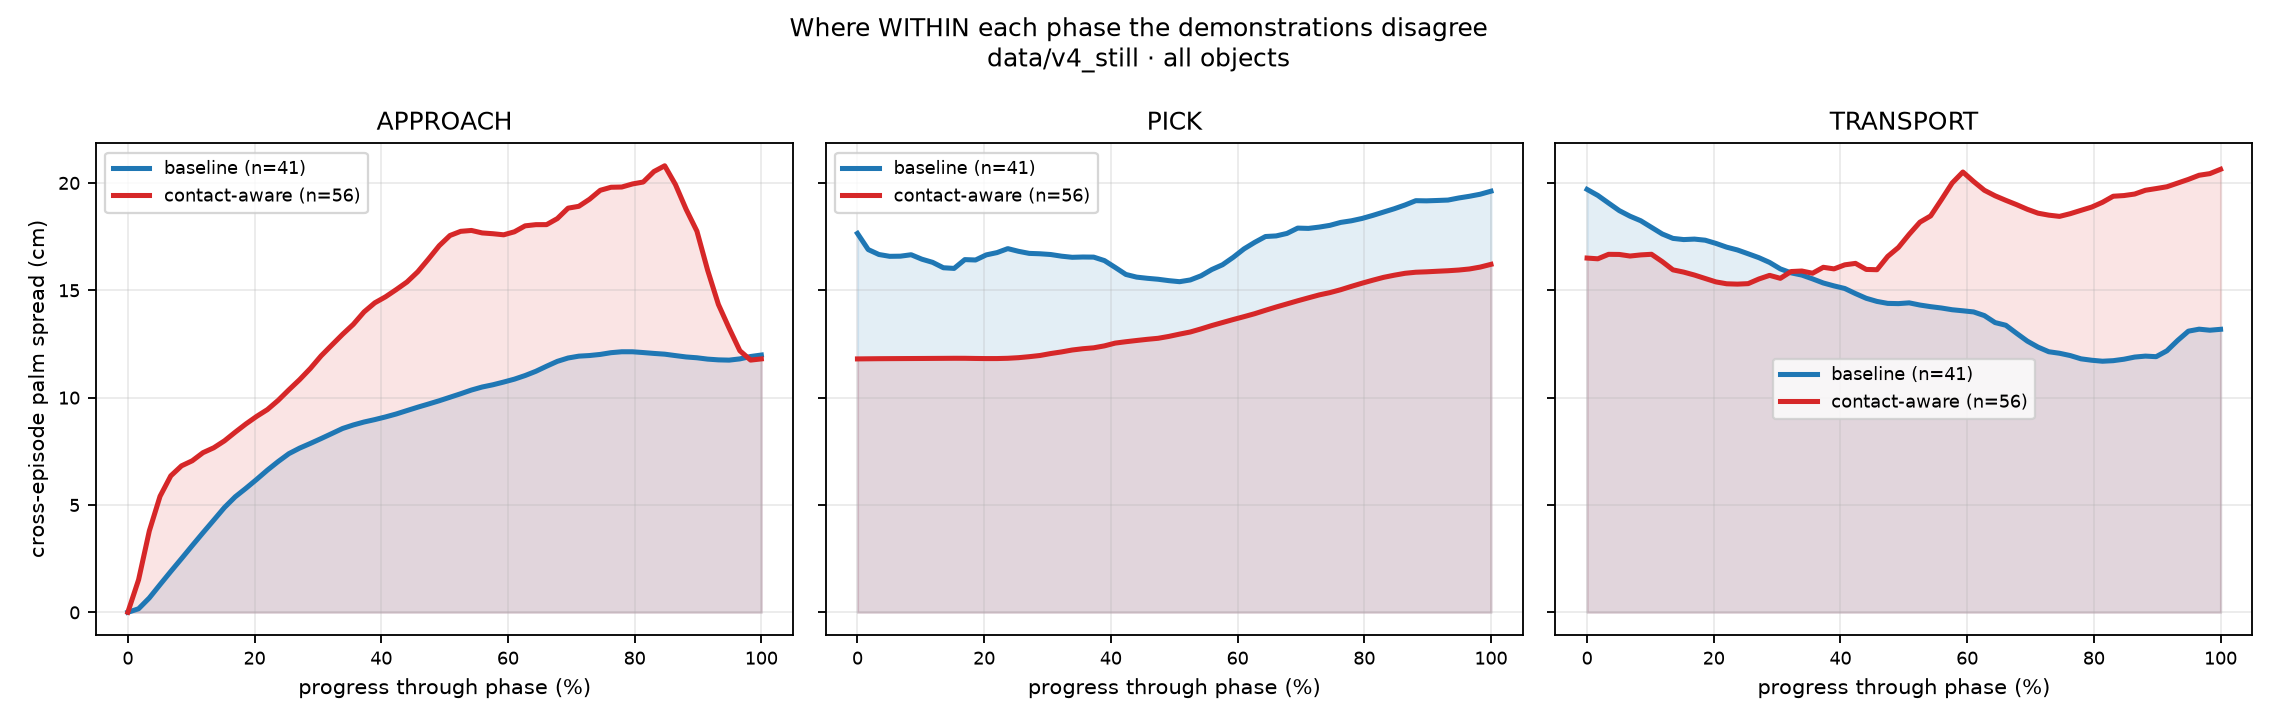 Where WITHIN each phase the demonstrations disagree
data/v4_still · all objects
APPROACH
baseline (n=41)
contact-aware (n=56)
cross-episode palm spread (cm)
20
15
10
5
0
0 20 40 60 80 100
progress through phase (%)
PICK
baseline (n=41)
contact-aware (n=56)
0 20 40 60 80 100
progress through phase (%)
TRANSPORT
baseline (n=41)
contact-aware (n=56)
0 20 40 60 80 100
progress through phase (%)